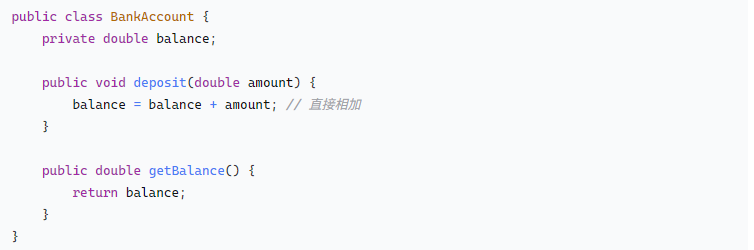 public class BankAccount {
    private double balance;

    public void deposit(double amount) {
        balance = balance + amount; // 直接相加
    }

    public double getBalance() {
        return balance;
    }
}